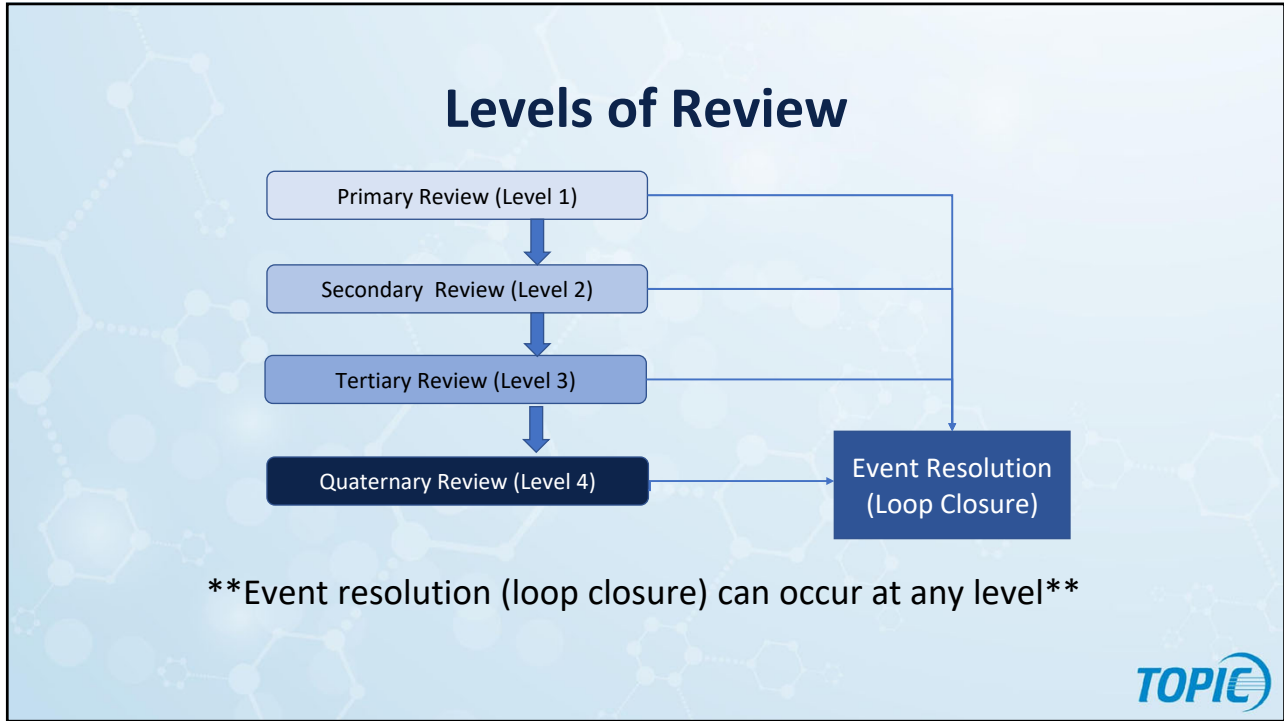 Levels of Review
Primary Review (Level 1)
Secondary  Review (Level 2)
Tertiary Review (Level 3)
Quaternary Review (Level 4)
Event Resolution
(Loop Closure)
**Event resolution (loop closure) can occur at any level**
TOPIC